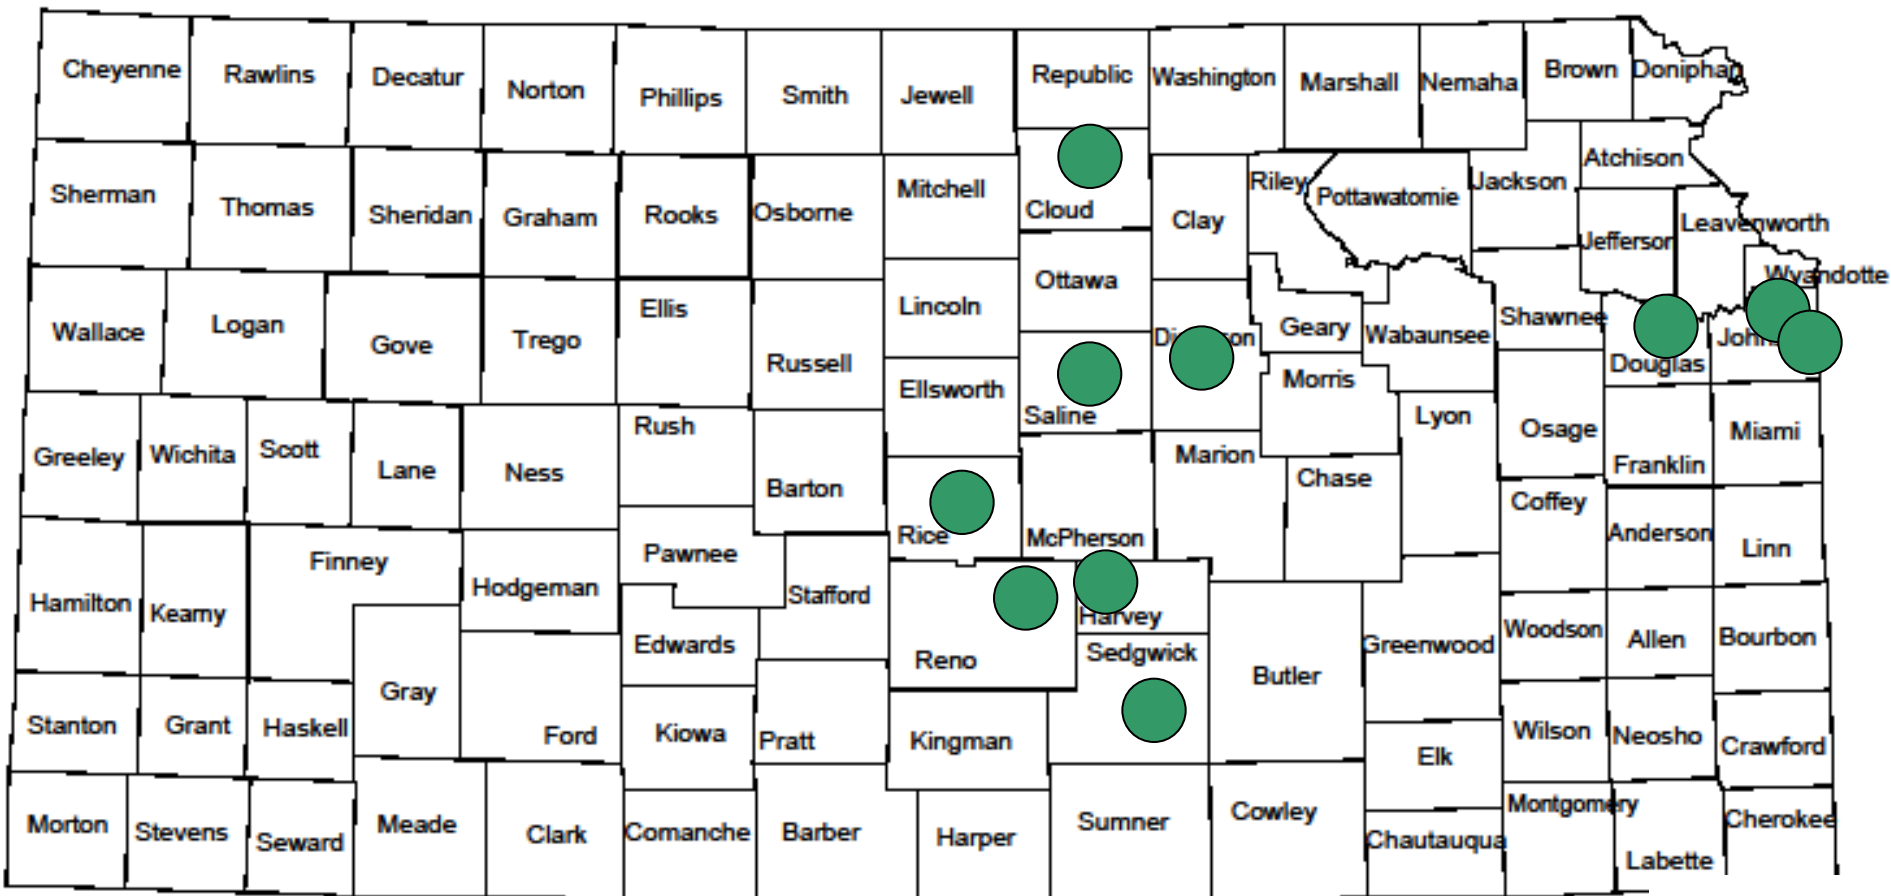 Cheyenne
Rawlins
Decatur
Norton
Phillips
Smith
Jewell
Republic
Washington
Marshall
Nemaha
Brown
Doniphan
Sherman
Thomas
Sheridan
Graham
Rooks
Osborne
Mitchell
Cloud
Clay
Riley
Pottawatomie
Jackson
Atchison
Jefferson
Leavenworth
Wyandotte
Wallace
Logan
Gove
Trego
Ellis
Russell
Lincoln
Ottawa
Geary
Wabaunsee
Shawnee
Douglas
Greeley
Wichita
Scott
Lane
Ness
Rush
Barton
Ellsworth
Saline
Morris
Lyon
Osage
Franklin
Miami
Hamilton
Kearny
Finney
Hodgeman
Pawnee
Stafford
Rice
McPherson
Marion
Chase
Coffey
Anderson
Linn
Edwards
Reno
Harvey
Sedgwick
Butler
Greenwood
Woodson
Allen
Bourbon
Stanton
Grant
Haskell
Gray
Ford
Kiowa
Pratt
Kingman
Elk
Wilson
Neosho
Crawford
Morton
Stevens
Seward
Meade
Clark
Comanche
Barber
Harper
Sumner
Cowley
Chautauqua
Montgomery
Labette
Cherokee